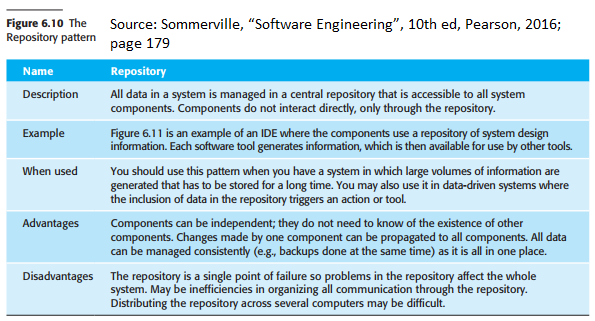 Figure 6.10 The
Repository pattern
Source: Sommerville, “Software Engineering”, 10th ed, Pearson, 2016;
page 179
Name Repository
Description All data in a system is managed in a central repository that is accessible to all system
components. Components do not interact directly, only through the repository.
Example Figure 6.11 is an example of an IDE where the components use a repository of system design
information. Each software tool generates information, which is then available for use by other tools.
When used You should use this pattern when you have a system in which large volumes of information are
generated that has to be stored for a long time. You may also use it in data-driven systems where
the inclusion of data in the repository triggers an action or tool.
Advantages Components can be independent; they do not need to know of the existence of other
components. Changes made by one component can be propagated to all components. All data
can be managed consistently (e.g., backups done at the same time) as it is all in one place.
Disadvantages The repository is a single point of failure so problems in the repository affect the whole
system. May be inefficiencies in organizing all communication through the repository.
Distributing the repository across several computers may be difficult.